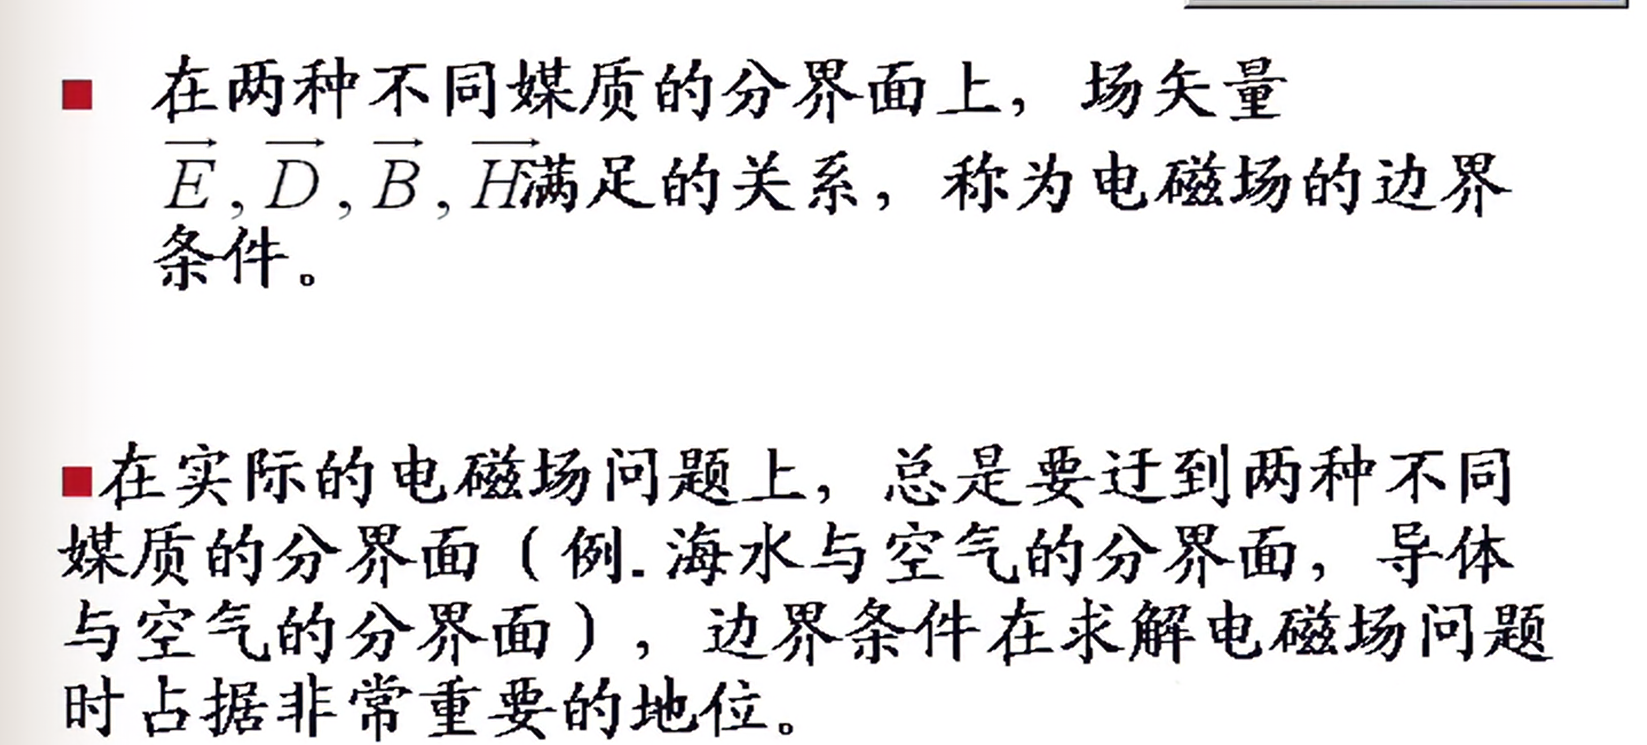 在两种不同媒质的分界面上，场矢量
E, D, B, H满足的关系，称为电磁场的边界
条件。
在实际的电磁场问题上，总是要迂到两种不同
媒质的分界面（例.海水与空气的分界面，导体
与空气的分界面），边界条件在求解电磁场问题
时占据非常重要的地位。